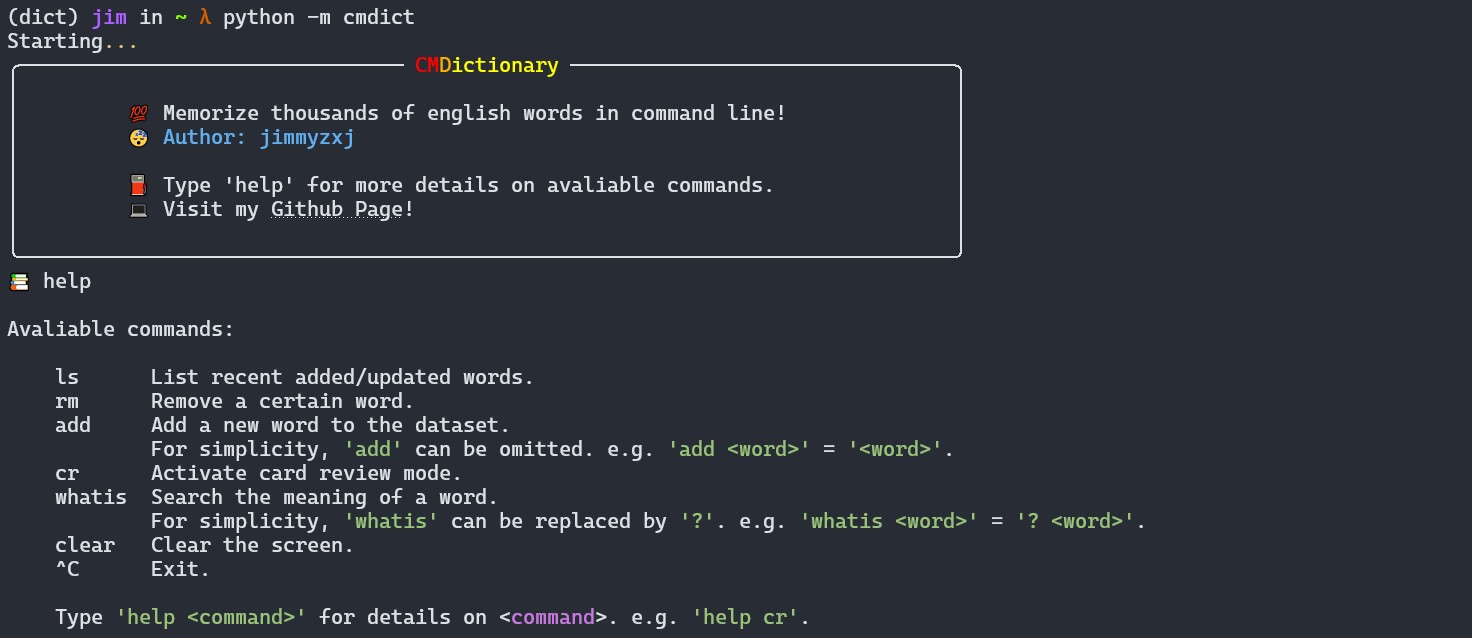 (dict) jim in ~ λ python -m cmdict
Starting...
CMDictionary
💯 Memorize thousands of english words in command line!
😴 Author: jimmyzxj
⛽ Type 'help' for more details on avaliable commands.
💻 Visit my Github Page!
📚 help
Avaliable commands:
ls List recent added/updated words.
rm Remove a certain word.
add Add a new word to the dataset.
For simplicity, 'add' can be omitted. e.g. 'add <word>' = '<word>'.
cr Activate card review mode.
whatis Search the meaning of a word.
For simplicity, 'whatis' can be replaced by '?'. e.g. 'whatis <word>' = '? <word>'.
clear Clear the screen.
^C Exit.
Type 'help <command>' for details on <command>. e.g. 'help cr'.